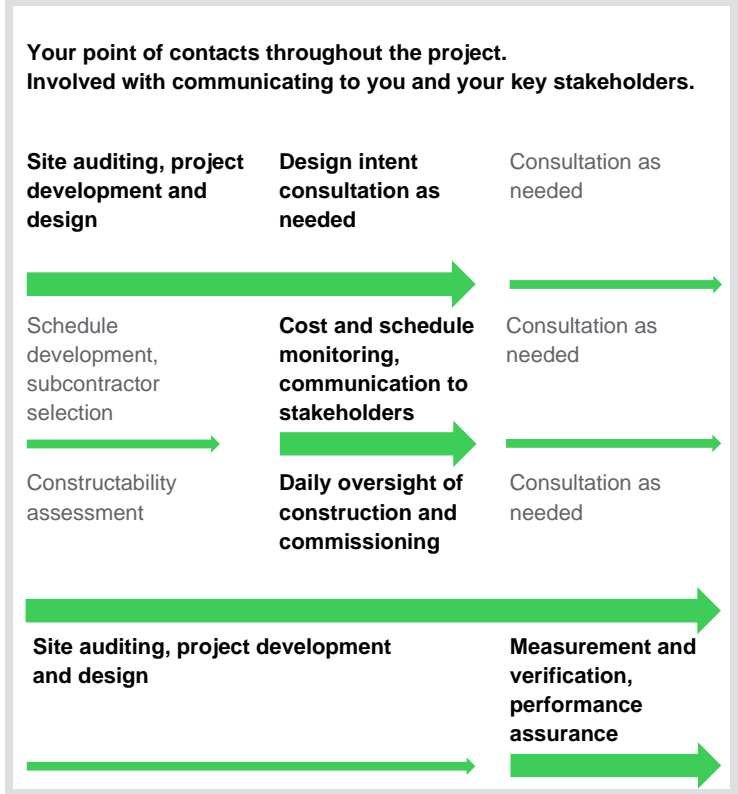 Your point of contacts throughout the project.
Involved with communicating to you and your key stakeholders.
Site auditing, project
development and
design
Design intent
consultation as
needed
Consultation as
needed
Schedule
development,
subcontractor
selection
Cost and schedule
monitoring,
communication to
stakeholders
Consultation as
needed
Constructability
assessment
Daily oversight of
construction and
commissioning
Consultation as
needed
Site auditing, project development
and design
Measurement and
verification,
performance
assurance